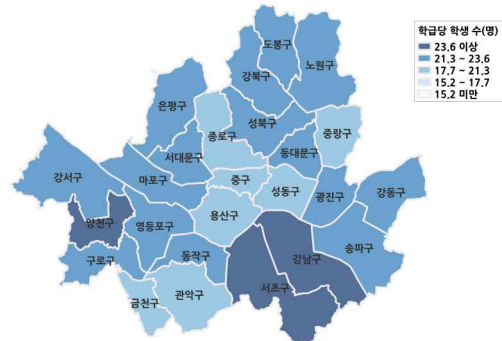 학급당 학생 수(명)
23.6 이상
21.3 ~ 23.6
17.7 ~ 21.3
15.2 ~ 17.7
15.2 미만
도봉구
노원구
강북구
은평구
성북구
종로구
중랑구
서대문구
동대문구
강서구
마포구
중구
성동구
강동구
광진구
양천구
영등포구
용산구
송파구
구로구
동작구
강남구
서초구
관악구
금천구